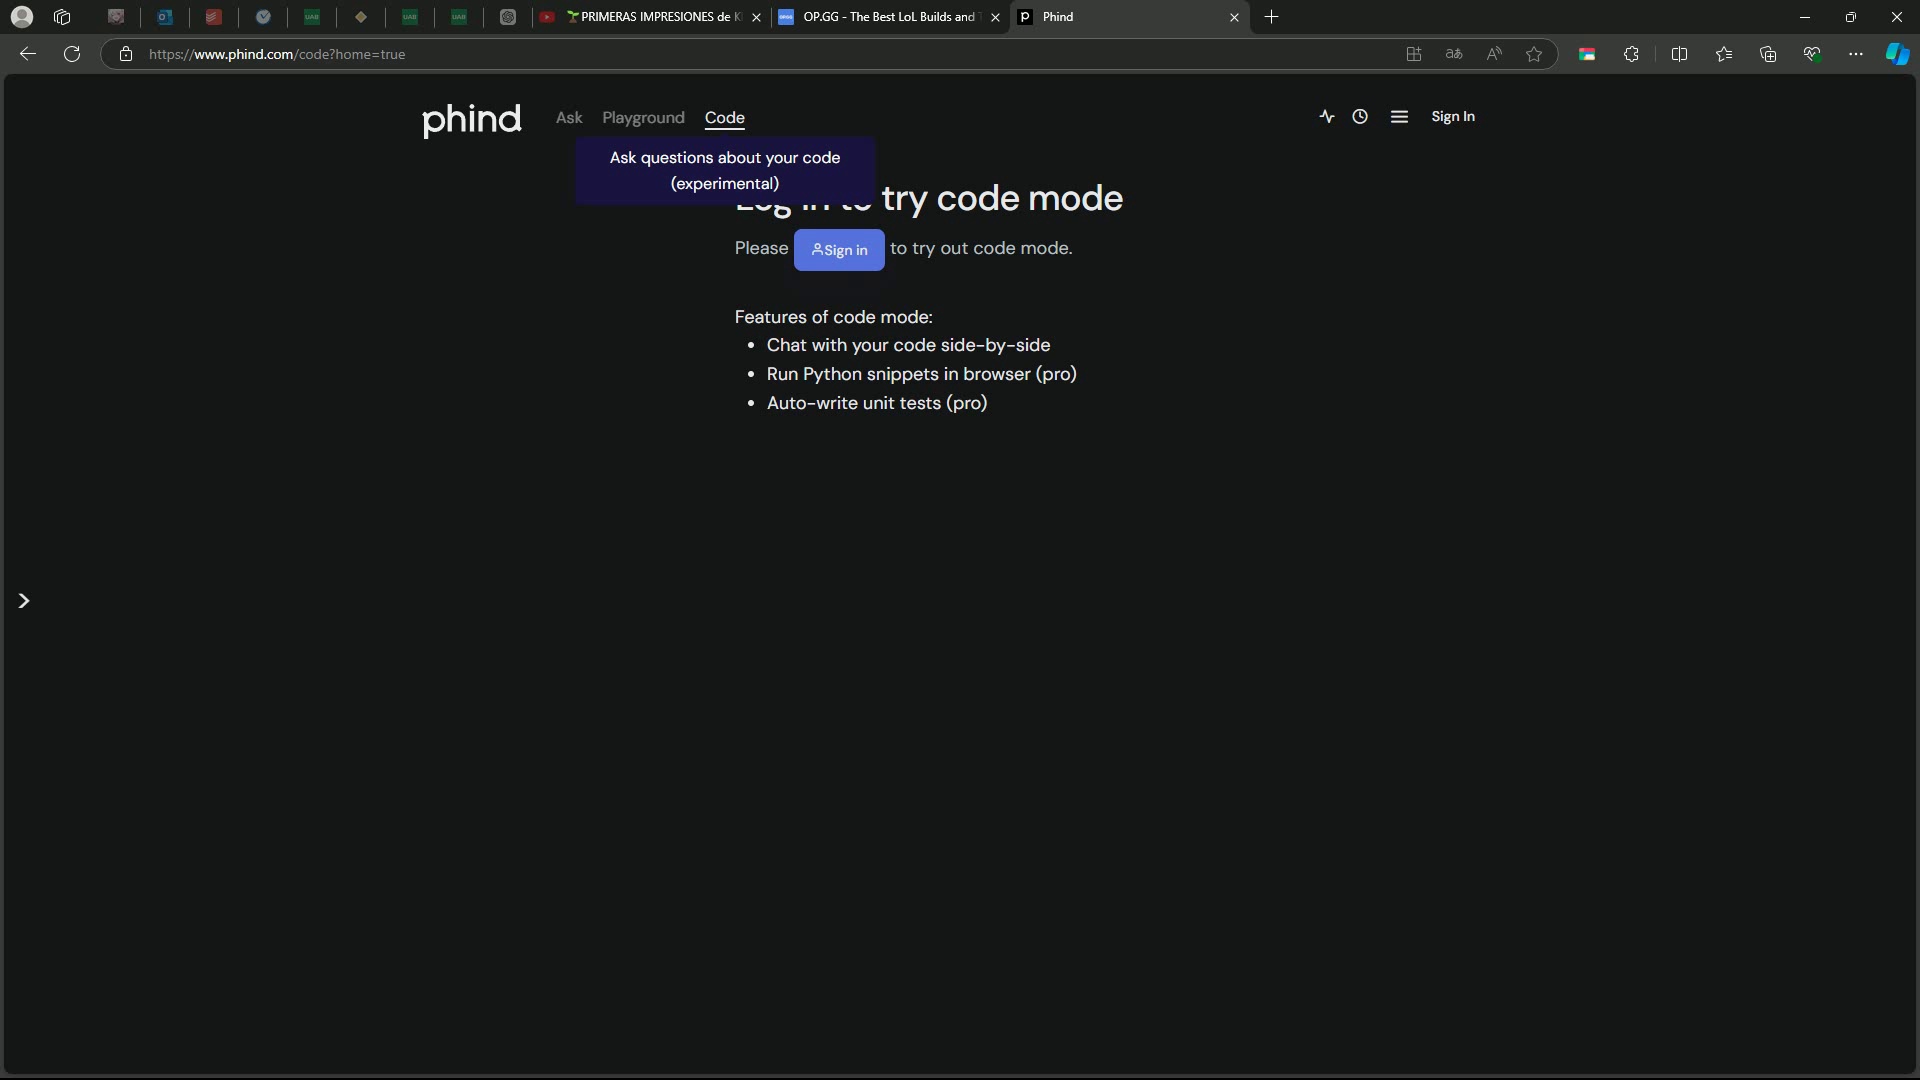 PRIMERAS IMPRESIONES de K
OP.GG - The Best LoL Builds and T
Phind
https://www.phind.com/code?home=true
phind
Ask Playground Code
Sign In
Ask questions about your code
(experimental)
try code mode
Please Sign in to try out code mode.
Features of code mode:
• Chat with your code side-by-side
• Run Python snippets in browser (pro)
• Auto-write unit tests (pro)